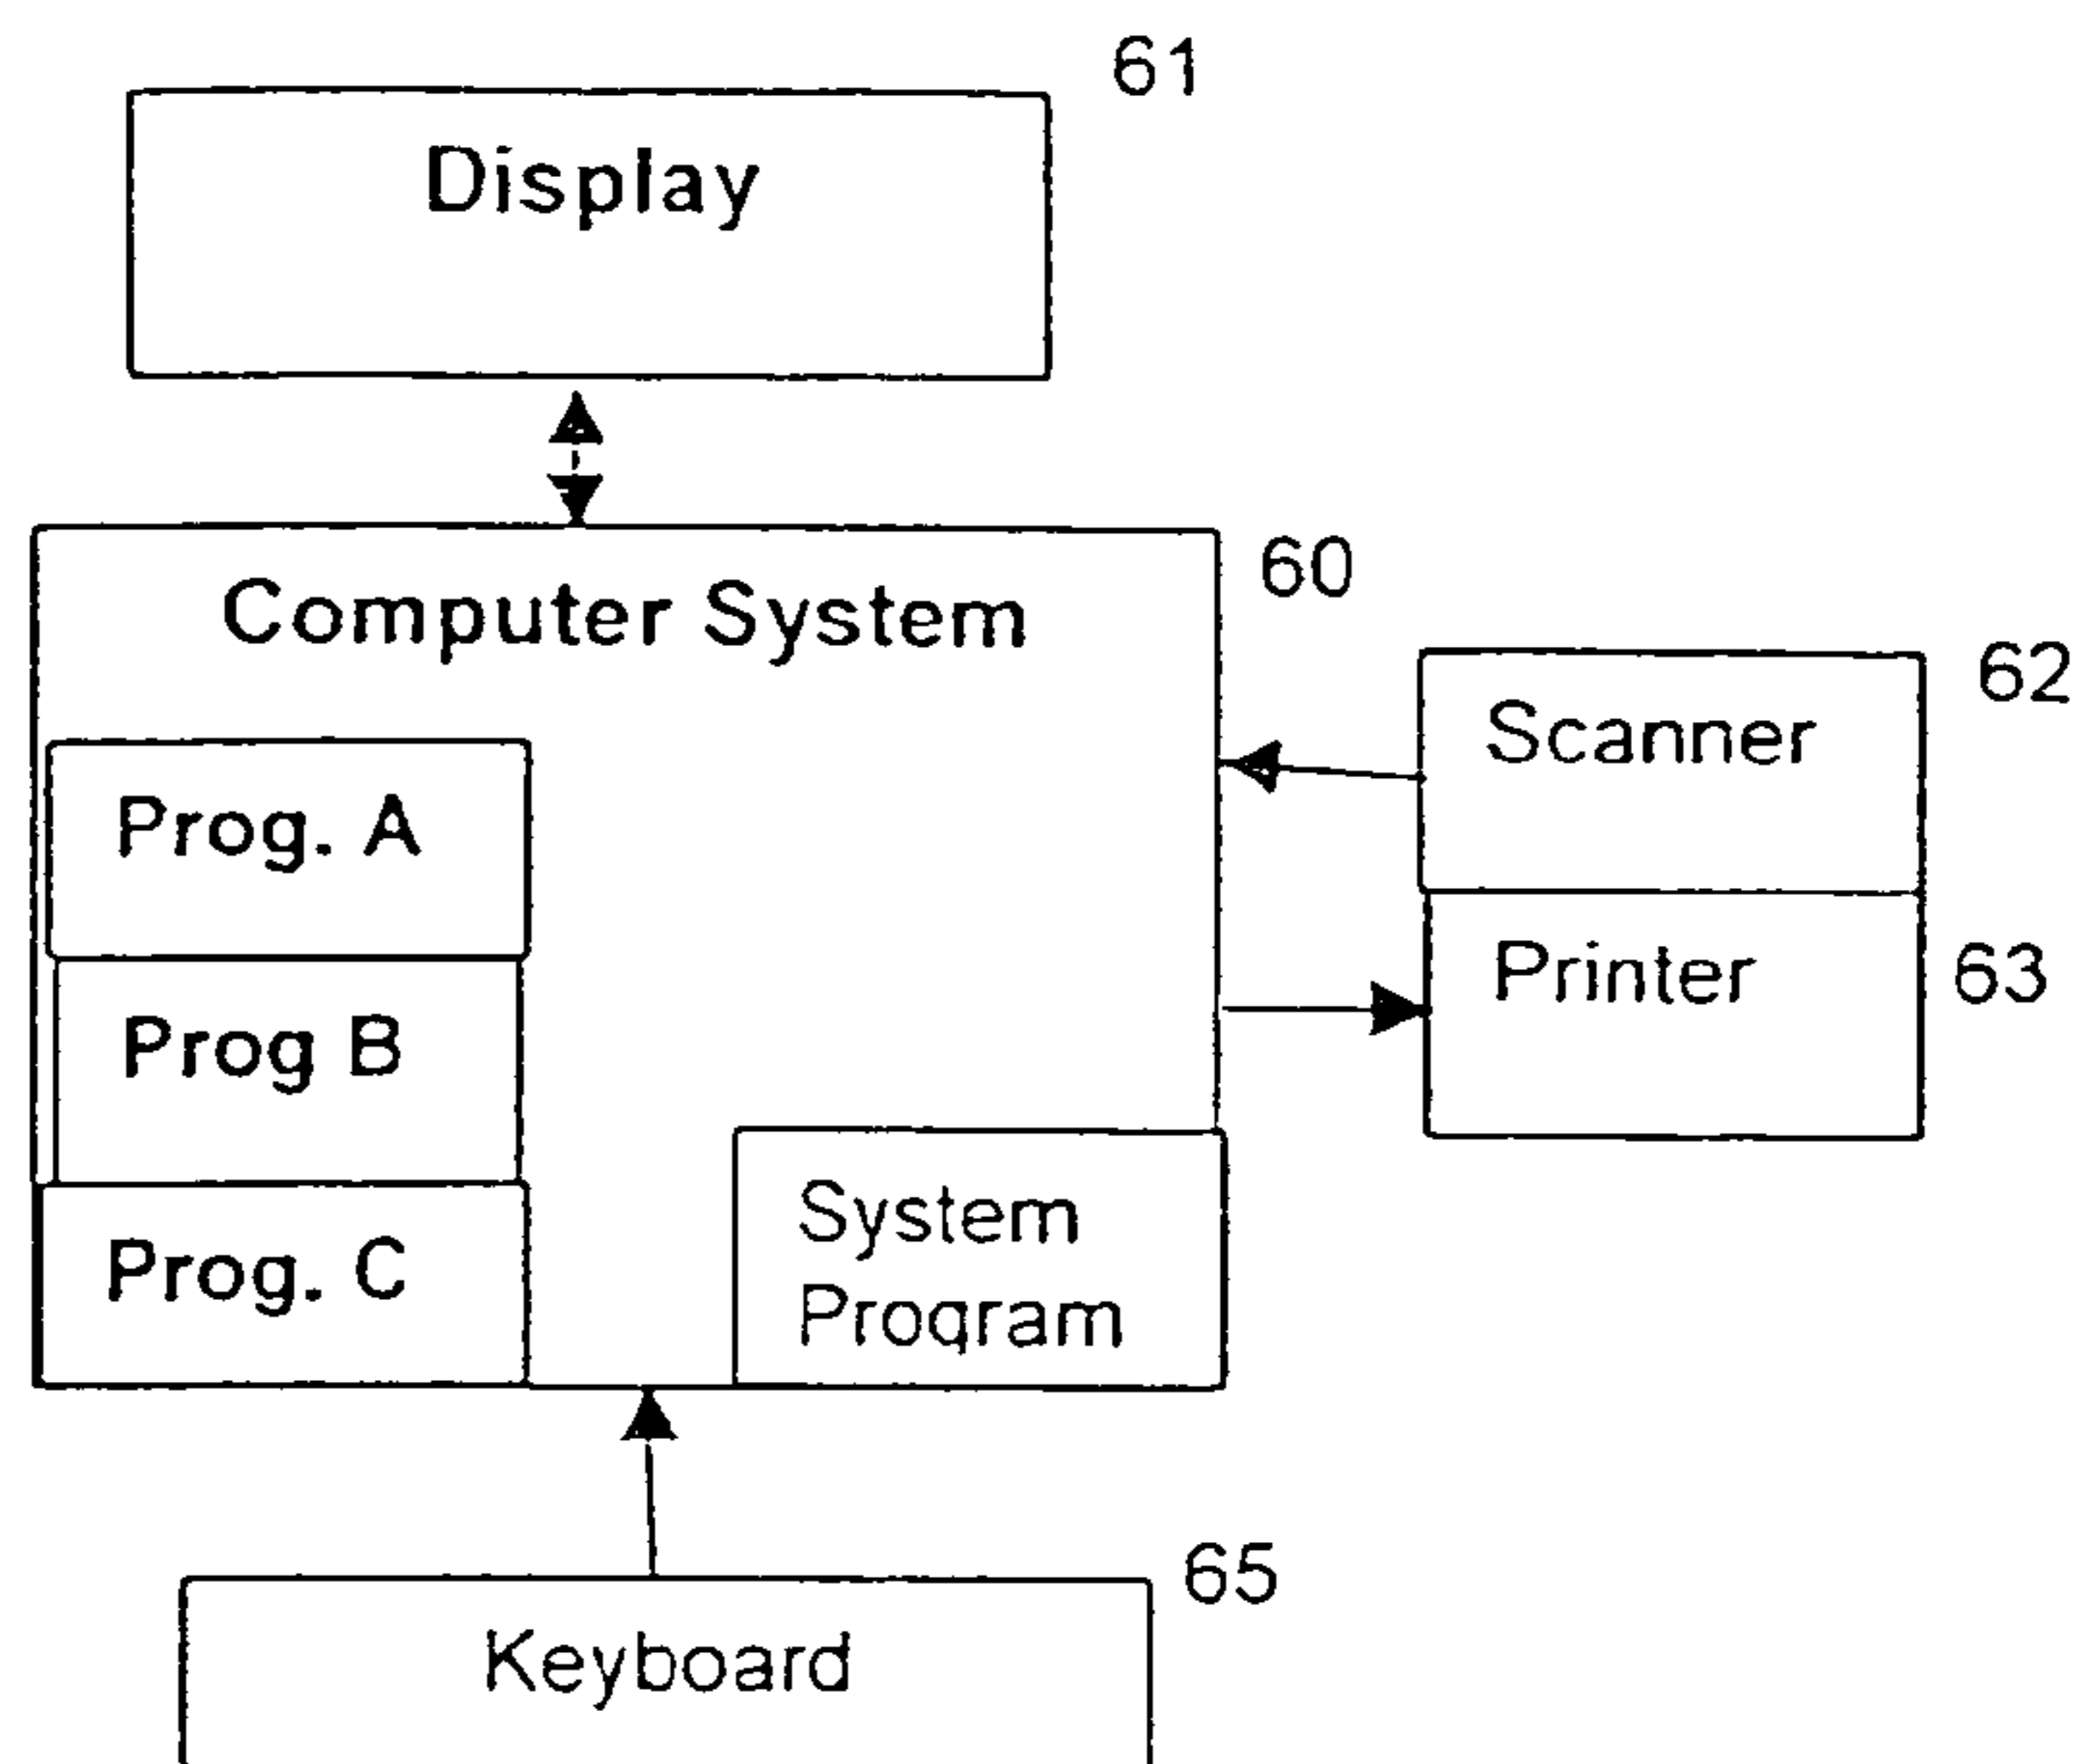 61
Display
60
Computer System
62
Scanner
Prog. A
Printer
63
Prog B
System
Program
Prog. C
65
Keyboard